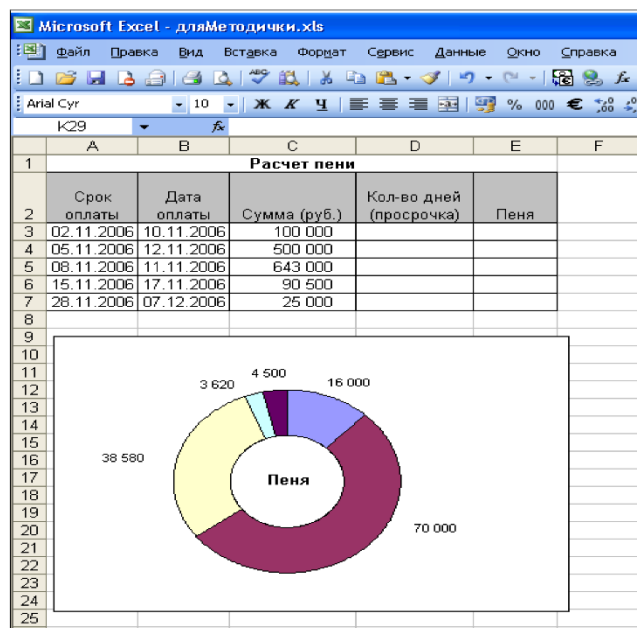 Microsoft Excel - дляМетодички.xls
Файл Правка Вид Вставка Формат Сервис Данные Окно Справка
Arial Cyr 10 Ж К Ч % 000 €
K29 fx
A B C D E F
1 Расчет пени
2 Срок оплаты Дата оплаты Сумма (руб.) Кол-во дней (просрочка) Пеня
3 02.11.2006 10.11.2006 100 000
4 05.11.2006 12.11.2006 500 000
5 08.11.2006 11.11.2006 643 000
6 15.11.2006 17.11.2006 90 500
7 28.11.2006 07.12.2006 25 000
8
9
10
11
12
13
14
15
16
17
18
19
20
21
22
23
24
25
4 500
3 620
16 000
38 580
Пеня
70 000